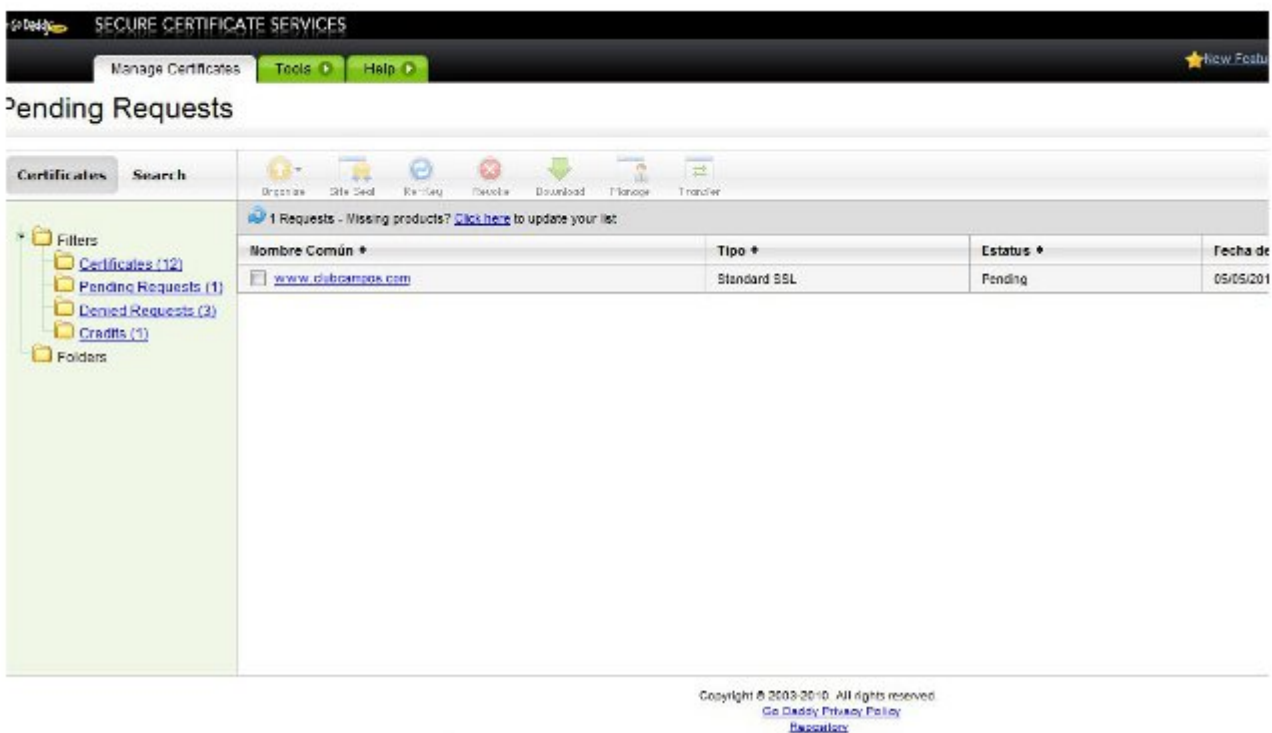 Go Daddy SECURE CERTIFICATE SERVICES
Manage Certificates Tools Help New Featu
Pending Requests
Certificates Search
Organize Site Seal Re-Key Revoke Download Manage Transfer
1 Requests - Missing products? Click here to update your list
Filters
Certificates (12)
Pending Requests (1)
Denied Requests (3)
Credits (1)
Folders
Nombre Común Tipo Estatus Fecha de
www.clubcampos.com Standard SSL Pending 05/05/201
Copyright © 2003-2010. All rights reserved.
Go Daddy Privacy Policy
Repository